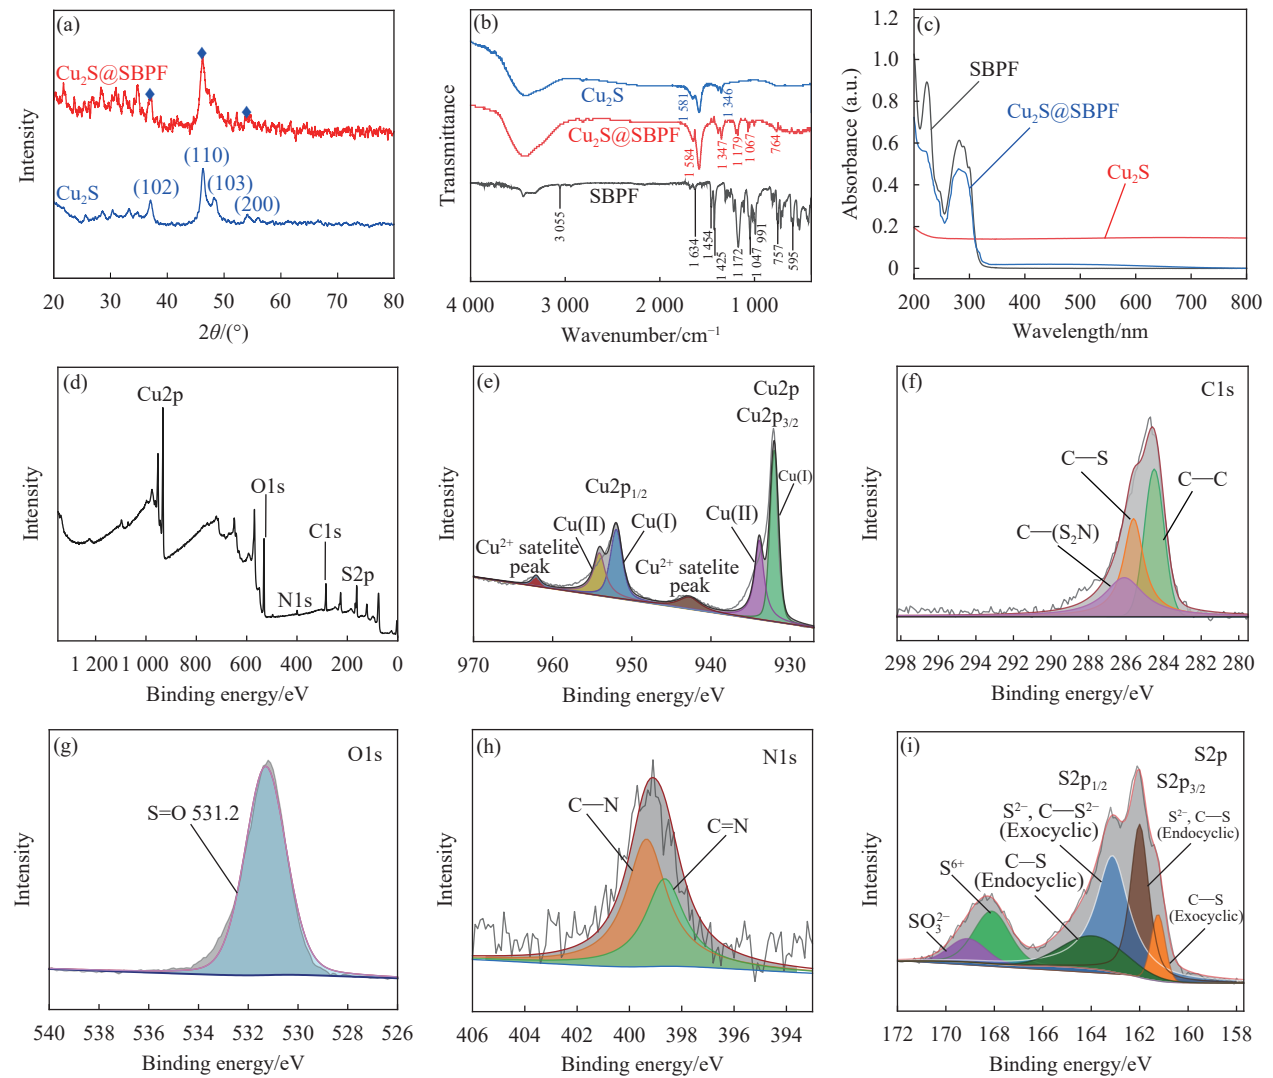 (a)
Cu₂S@SBPF
(110)
(102)
(103)
Cu₂S
(200)
Intensity
20 30 40 50 60 70 80
2θ/(°)
(b)
Cu₂S
1 581
1 346
Cu₂S@SBPF
1 584
1 347
1 179
1 067
764
SBPF
3 055
1 634
1 454
1 425
1 172
1 047
991
757
595
Transmittance
4 000 3 000 2 000 1 000
Wavenumber/cm⁻¹
(c)
1.2
1.0
0.8
0.6
0.4
0.2
0
SBPF
Cu₂S@SBPF
Cu₂S
Absorbance (a.u.)
200 300 400 500 600 700 800
Wavelength/nm
(d)
Cu2p
O1s
C1s
S2p
N1s
Intensity
1 200 1 000 800 600 400 200 0
Binding energy/eV
(e)
Cu2p
Cu2p₃/₂
Cu(I)
Cu2p₁/₂
Cu(II)
Cu(I)
Cu(II)
Cu²⁺ satelite
peak
Cu²⁺ satelite
peak
Intensity
970 960 950 940 930
Binding energy/eV
(f)
C1s
C—S
C—C
C—(S₂N)
Intensity
298 296 294 292 290 288 286 284 282 280
Binding energy/eV
(g)
O1s
S=O 531.2
Intensity
540 538 536 534 532 530 528 526
Binding energy/eV
(h)
N1s
C—N
C=N
Intensity
406 404 402 400 398 396 394
Binding energy/eV
(i)
S2p
S2p₁/₂
S2p₃/₂
S²⁻, C—S²⁻
(Exocyclic)
S²⁻, C—S
(Endocyclic)
C—S
(Endocyclic)
S⁶⁺
C—S
(Exocyclic)
SO₃²⁻
Intensity
172 170 168 166 164 162 160 158
Binding energy/eV